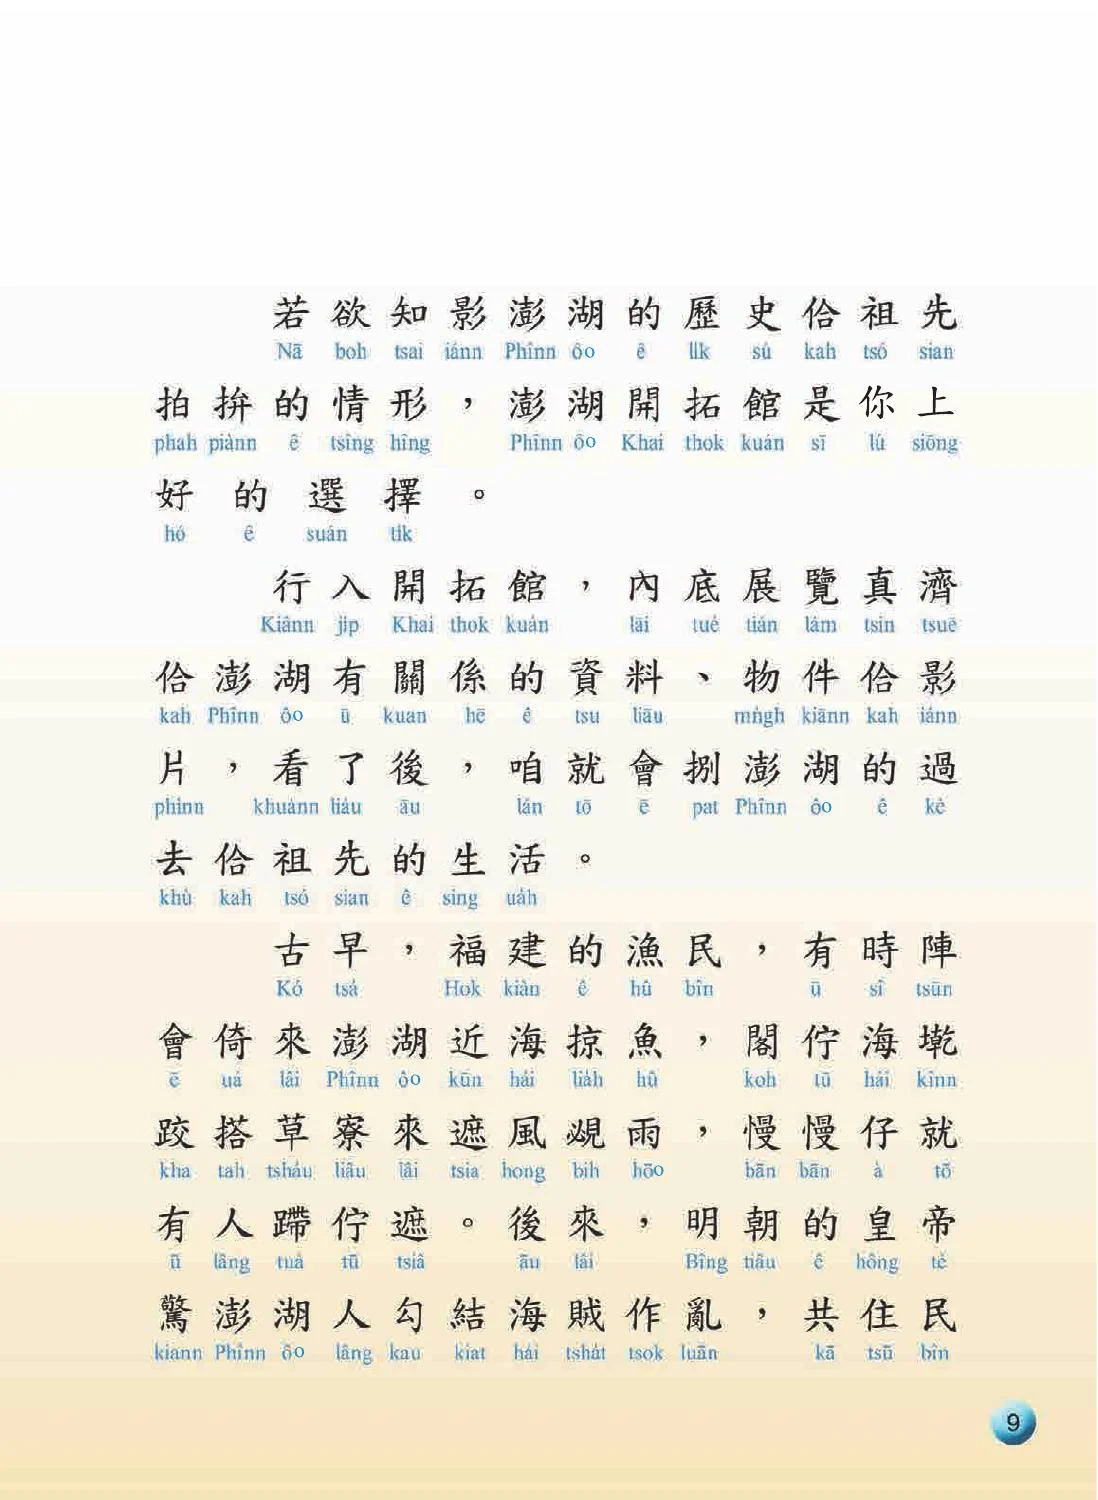 若欲知影澎湖的歷史佮祖先
Nā boh tsai iánn Phînn ôo ê li̍k sú kah tsó sian
拍拚的情形，澎湖開拓館是你上
phah piànn ê tsîng hîng Phînn ôo Khai thok kuán sī lú siōng
好的選擇。
hó ê suán ti̍k
行入開拓館，內底展覽真濟
Kiânn ji̍p Khai thok kuán lāi tué tián lám tsin tsuē
佮澎湖有關係的資料、物件佮影
kah Phînn ôo ū kuan hē ê tsu liāu mn̍gh kiānn kah iánn
片，看了後，咱就會捌澎湖的過
phìnn khuànn liáu āu lán tō ē pat Phînn ôo ê kè
去佮祖先的生活。
khù kah tsó sian ê sing ua̍h
古早，福建的漁民，有時陣
Kó tsá Hok kiàn ê hû bîn ū sî tsūn
會倚來澎湖近海掠魚，閣佇海墘
ē uá lâi Phînn ôo kūn hái lia̍h hû koh tū hái kînn
跤搭草寮來遮風覕雨，慢慢仔就
kha tah tsháu liâu lâi tsia hong bih hōo bān bān á tō
有人蹛佇遮。後來，明朝的皇帝
ū lâng tuà tū tsiâ āu lâi Bîng tiâu ê hông tè
驚澎湖人勾結海賊作亂，共住民
kiann Phînn ôo lâng kau kiat hái tsha̍t tsok luān kā tsū bîn
9